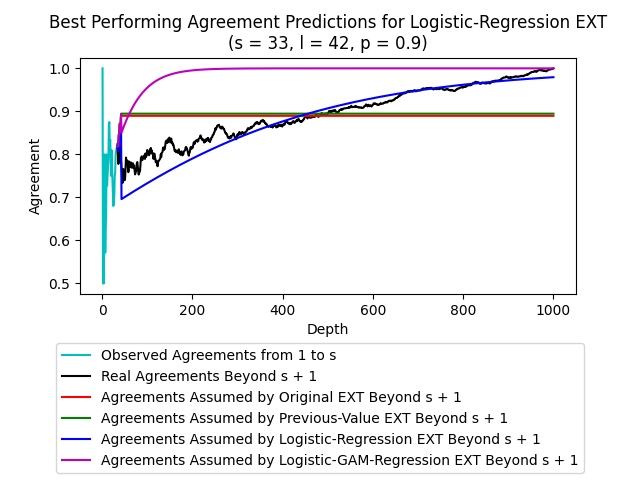 Best Performing Agreement Predictions for Logistic-Regression EXT
(s = 33, l = 42, p = 0.9)
1.0
0.9
0.8
0.7
0.6
0.5
Agreement
0 200 400 600 800 1000
Depth
Observed Agreements from 1 to s
Real Agreements Beyond s + 1
Agreements Assumed by Original EXT Beyond s + 1
Agreements Assumed by Previous-Value EXT Beyond s + 1
Agreements Assumed by Logistic-Regression EXT Beyond s + 1
Agreements Assumed by Logistic-GAM-Regression EXT Beyond s + 1